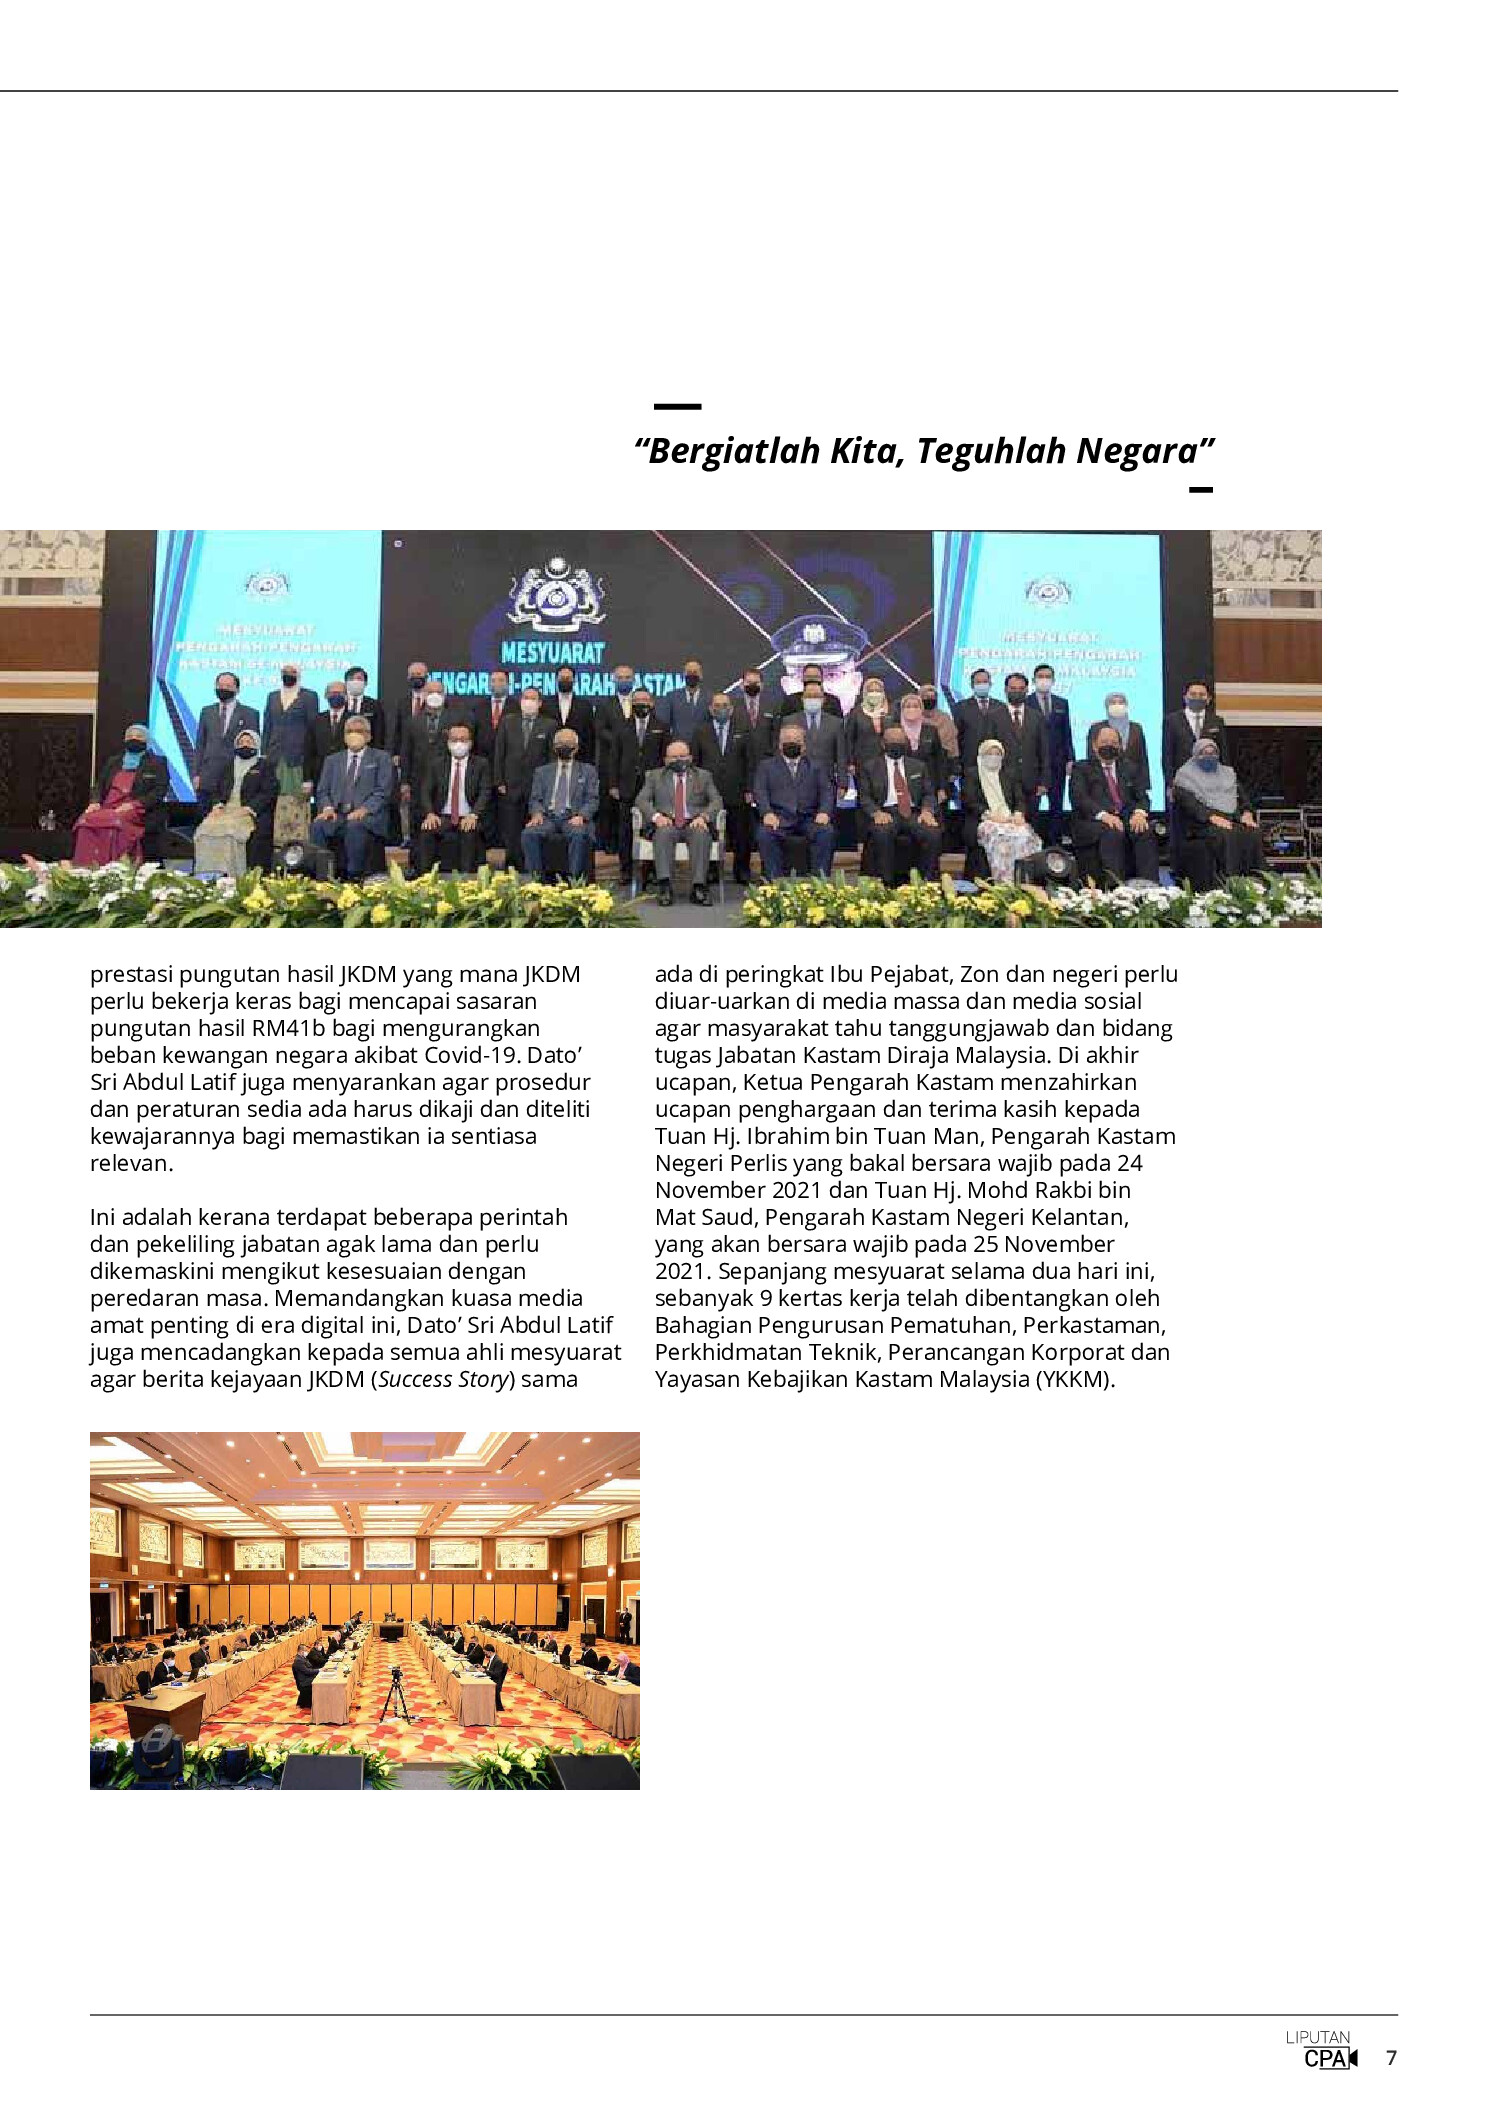 “Bergiatlah Kita, Teguhlah Negara”
MESYUARAT
PENGARAH-PENGARAH
KASTAM SE MALAYSIA
MESYUARAT
MESYUARAT
PENGARAH-PENGARAH
prestasi pungutan hasil JKDM yang mana JKDM
perlu bekerja keras bagi mencapai sasaran
pungutan hasil RM41b bagi mengurangkan
beban kewangan negara akibat Covid-19. Dato’
Sri Abdul Latif juga menyarankan agar prosedur
dan peraturan sedia ada harus dikaji dan diteliti
kewajarannya bagi memastikan ia sentiasa
relevan.
Ini adalah kerana terdapat beberapa perintah
dan pekeliling jabatan agak lama dan perlu
dikemaskini mengikut kesesuaian dengan
peredaran masa. Memandangkan kuasa media
amat penting di era digital ini, Dato’ Sri Abdul Latif
juga mencadangkan kepada semua ahli mesyuarat
agar berita kejayaan JKDM (Success Story) sama
ada di peringkat Ibu Pejabat, Zon dan negeri perlu
diuar-uarkan di media massa dan media sosial
agar masyarakat tahu tanggungjawab dan bidang
tugas Jabatan Kastam Diraja Malaysia. Di akhir
ucapan, Ketua Pengarah Kastam menzahirkan
ucapan penghargaan dan terima kasih kepada
Tuan Hj. Ibrahim bin Tuan Man, Pengarah Kastam
Negeri Perlis yang bakal bersara wajib pada 24
November 2021 dan Tuan Hj. Mohd Rakbi bin
Mat Saud, Pengarah Kastam Negeri Kelantan,
yang akan bersara wajib pada 25 November
2021. Sepanjang mesyuarat selama dua hari ini,
sebanyak 9 kertas kerja telah dibentangkan oleh
Bahagian Pengurusan Pematuhan, Perkastaman,
Perkhidmatan Teknik, Perancangan Korporat dan
Yayasan Kebajikan Kastam Malaysia (YKKM).
LIPUTAN
CPA
7